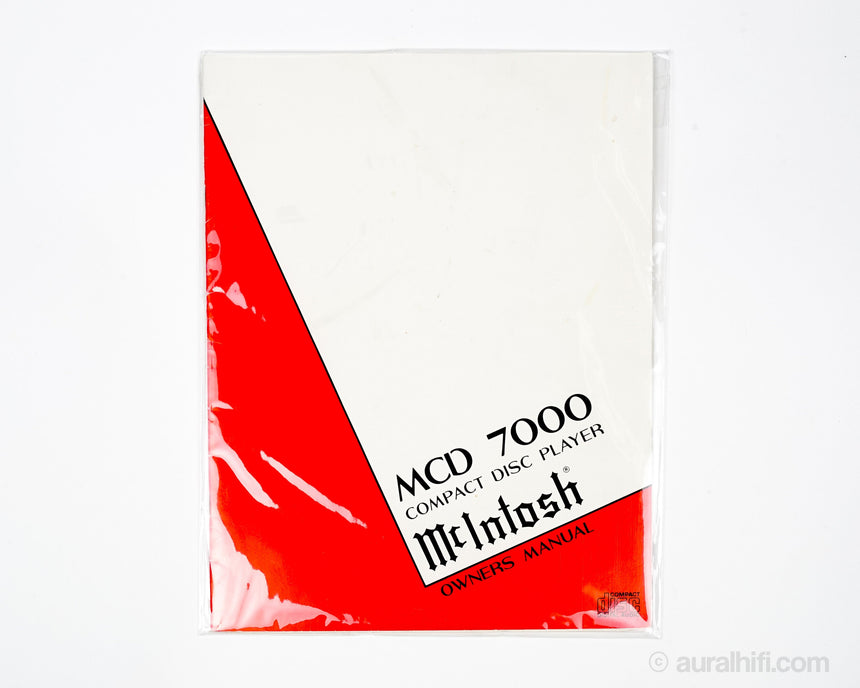 MCD 7000
COMPACT DISC PLAYER
McIntosh®
OWNERS MANUAL
COMPACT
disc
© auralhifi.com